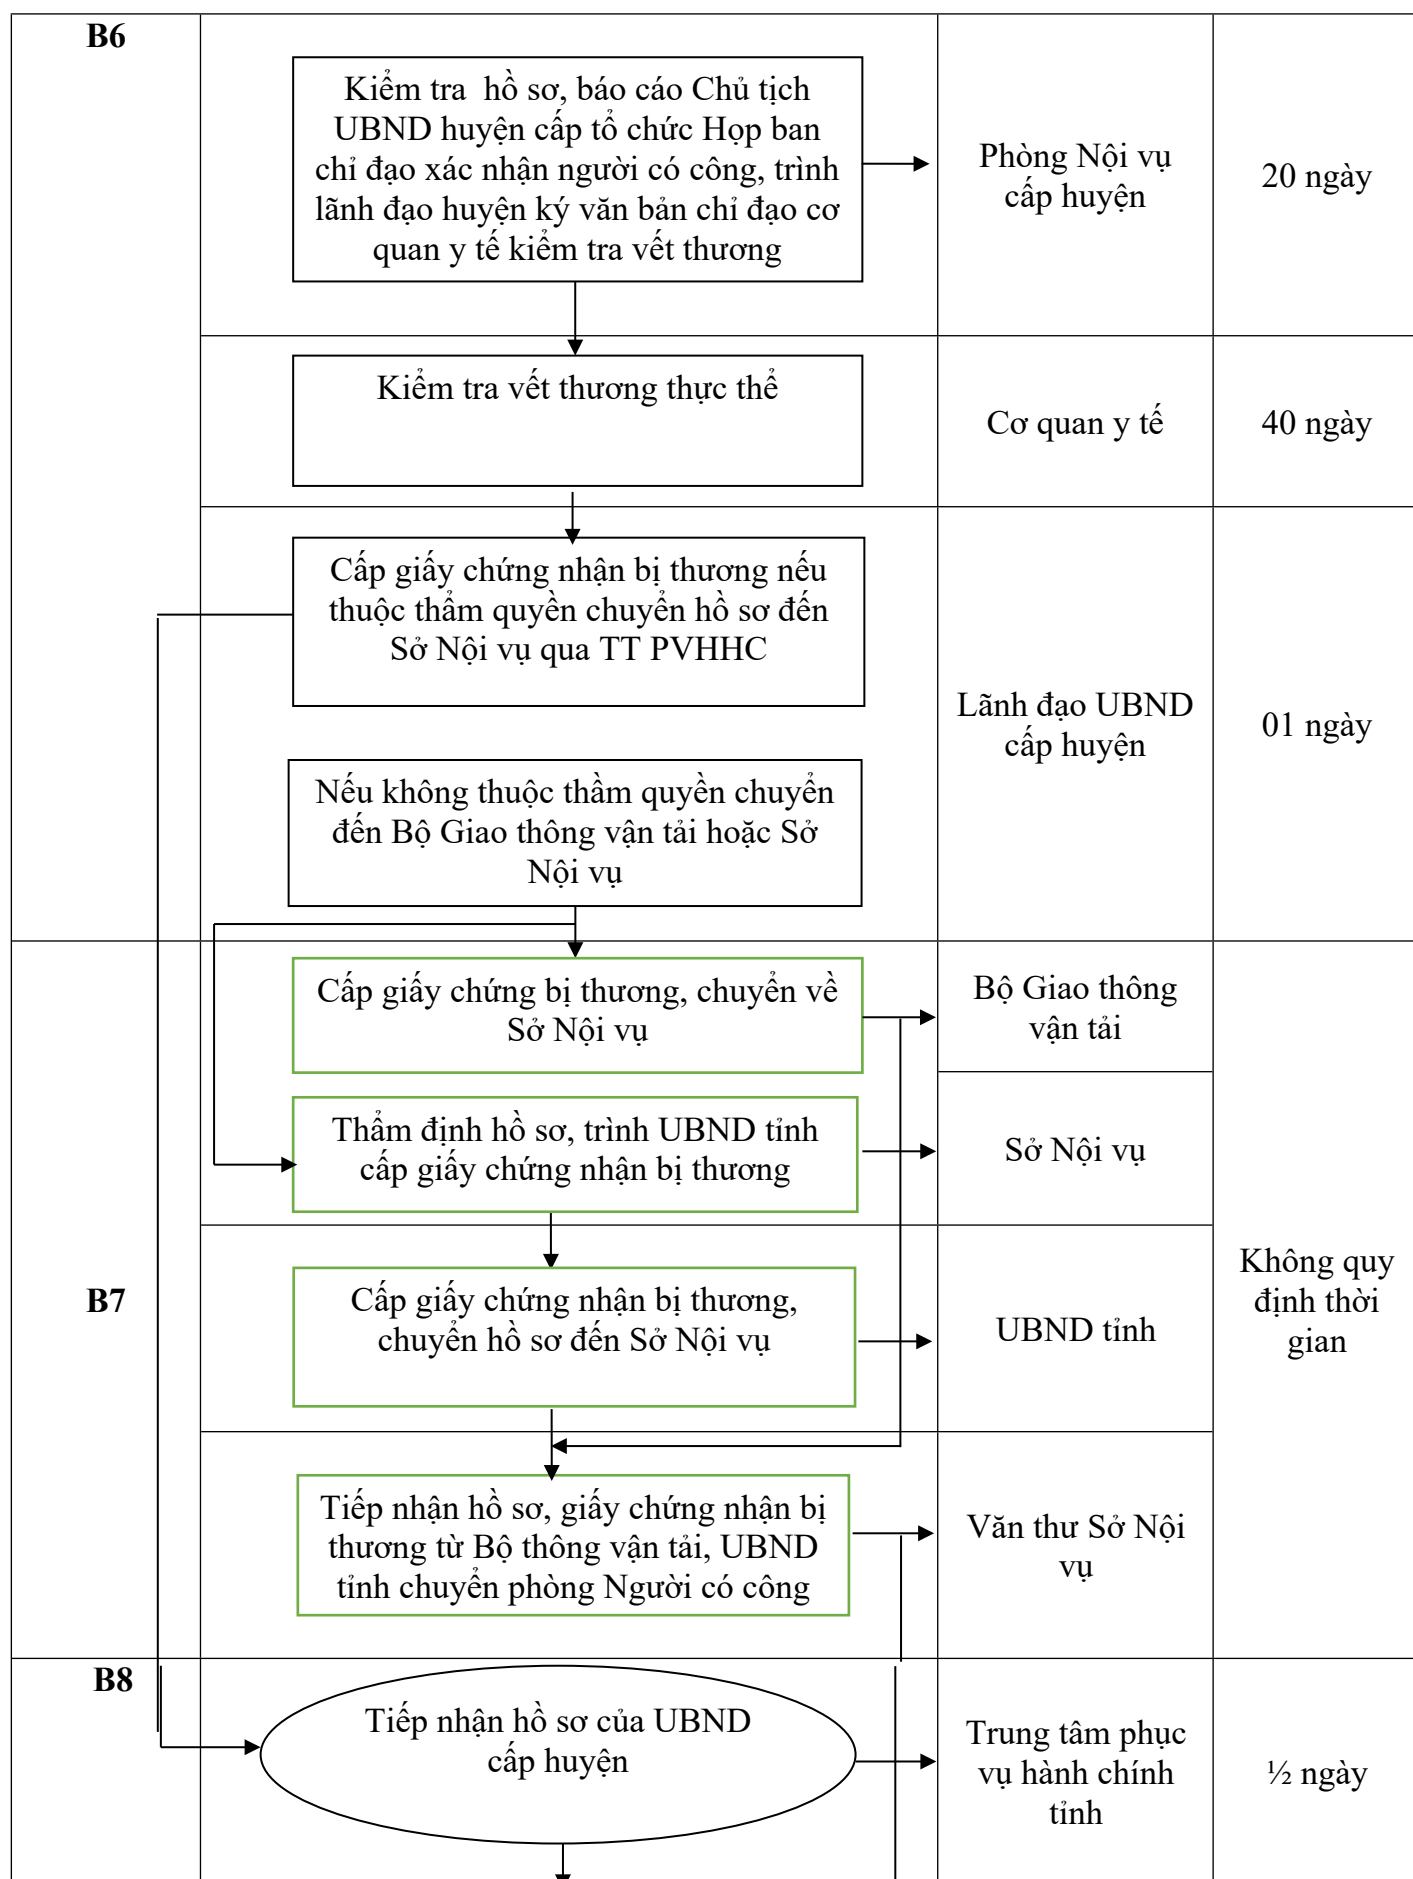 B6
Kiểm tra hồ sơ, báo cáo Chủ tịch
UBND huyện cấp tổ chức Họp ban
chỉ đạo xác nhận người có công, trình
lãnh đạo huyện ký văn bản chỉ đạo cơ
quan y tế kiểm tra vết thương
Phòng Nội vụ
cấp huyện
20 ngày
Kiểm tra vết thương thực thể
Cơ quan y tế
40 ngày
Cấp giấy chứng nhận bị thương nếu
thuộc thẩm quyền chuyển hồ sơ đến
Sở Nội vụ qua TT PVHHC
Nếu không thuộc thầm quyền chuyển
đến Bộ Giao thông vận tải hoặc Sở
Nội vụ
Lãnh đạo UBND
cấp huyện
01 ngày
B7
Cấp giấy chứng bị thương, chuyển về
Sở Nội vụ
Bộ Giao thông
vận tải
Thẩm định hồ sơ, trình UBND tỉnh
cấp giấy chứng nhận bị thương
Sở Nội vụ
Cấp giấy chứng nhận bị thương,
chuyển hồ sơ đến Sở Nội vụ
UBND tỉnh
Tiếp nhận hồ sơ, giấy chứng nhận bị
thương từ Bộ thông vận tải, UBND
tỉnh chuyển phòng Người có công
Văn thư Sở Nội
vụ
Không quy
định thời
gian
B8
Tiếp nhận hồ sơ của UBND
cấp huyện
Trung tâm phục
vụ hành chính
tỉnh
½ ngày